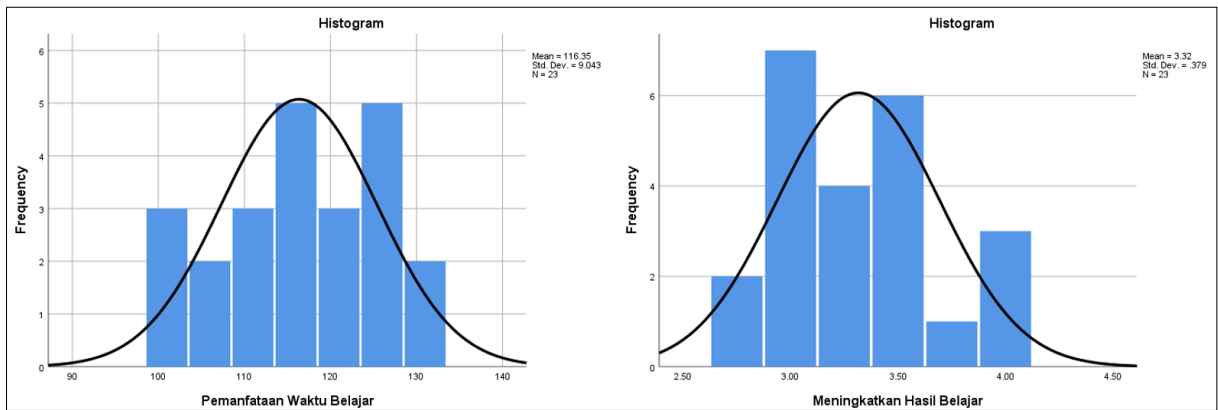 Histogram
Mean = 116.35
Std. Dev. = 9.043
N = 23
Frequency
6
5
4
3
2
1
0
90 100 110 120 130 140
Pemanfataan Waktu Belajar
Histogram
Mean = 3.32
Std. Dev. = .379
N = 23
Frequency
6
4
2
0
2.50 3.00 3.50 4.00 4.50
Meningkatkan Hasil Belajar